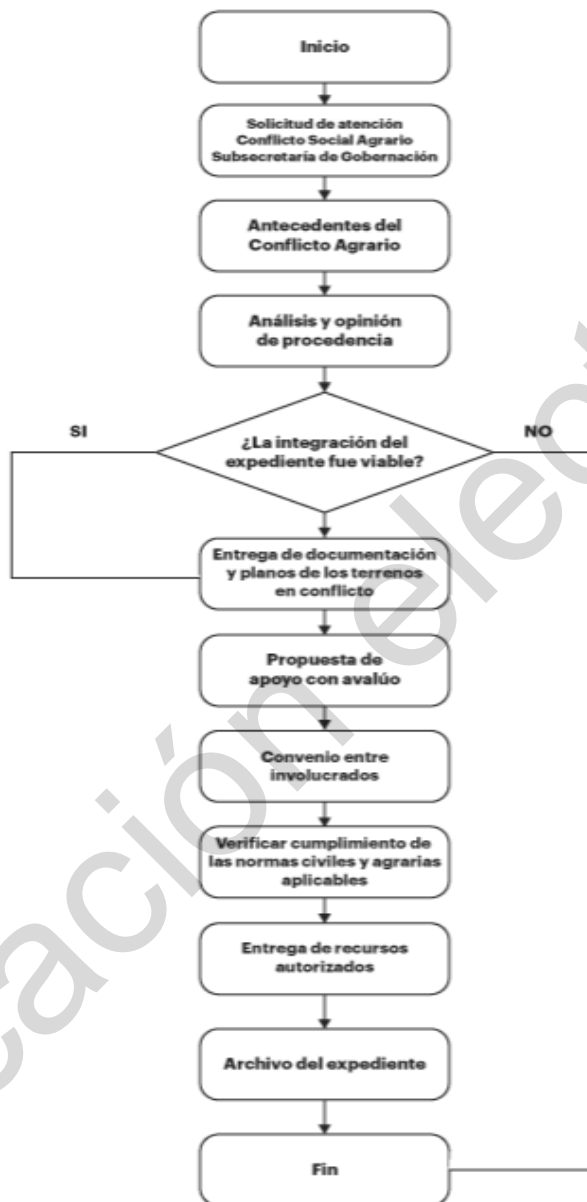 Inicio
Solicitud de atención
Conflicto Social Agrario
Subsecretaría de Gobernación
Antecedentes del
Conflicto Agrario
Análisis y opinión
de procedencia
SI
¿La integración del
expediente fue viable?
NO
Entrega de documentación
y planos de los terrenos
en conflicto
Propuesta de
apoyo con avalúo
Convenio entre
involucrados
Verificar cumplimiento de
las normas civiles y agrarias
aplicables
Entrega de recursos
autorizados
Archivo del expediente
Fin